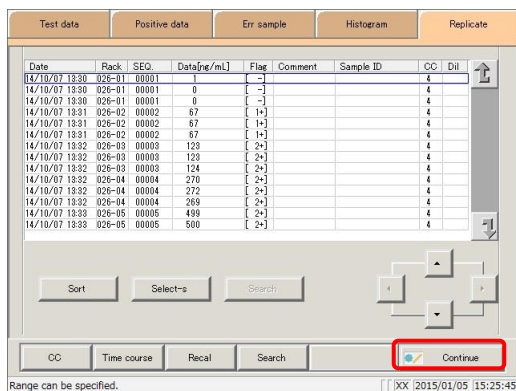 Test data Positive data Err sample Histogram Replicate
Date Rack SEQ. Data[ng/mL] Flag Comment Sample ID CC Dil
14/10/07 13:30 026-01 00001 1 [ -] 4
14/10/07 13:30 026-01 00001 0 [ -] 4
14/10/07 13:30 026-01 00001 0 [ -] 4
14/10/07 13:31 026-02 00002 67 [ 1+] 4
14/10/07 13:31 026-02 00002 67 [ 1+] 4
14/10/07 13:31 026-02 00002 67 [ 1+] 4
14/10/07 13:32 026-03 00003 123 [ 2+] 4
14/10/07 13:32 026-03 00003 123 [ 2+] 4
14/10/07 13:32 026-03 00003 124 [ 2+] 4
14/10/07 13:32 026-04 00004 270 [ 2+] 4
14/10/07 13:32 026-04 00004 272 [ 2+] 4
14/10/07 13:32 026-04 00004 269 [ 2+] 4
14/10/07 13:33 026-05 00005 499 [ 2+] 4
14/10/07 13:33 026-05 00005 500 [ 2+] 4
Sort Select-s Search
CC Time course Recal Search Continue
Range can be specified. [ [ XX 2015/01/05 15:25:45